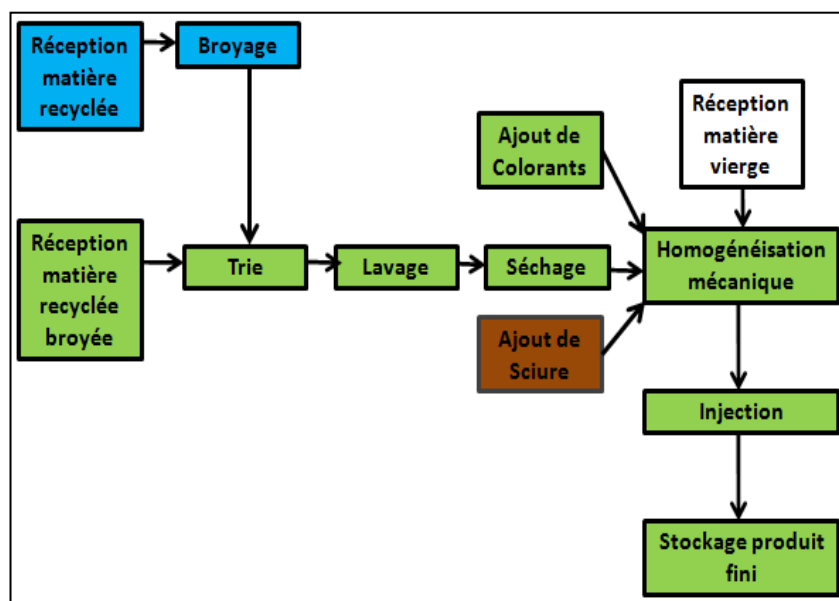 Réception
matière
recyclée
Broyage
Ajout de
Colorants
Réception
matière
vierge
Réception
matière
recyclée
broyée
Trie
Lavage
Séchage
Homogénéisation
mécanique
Ajout de
Sciure
Injection
Stockage produit
fini